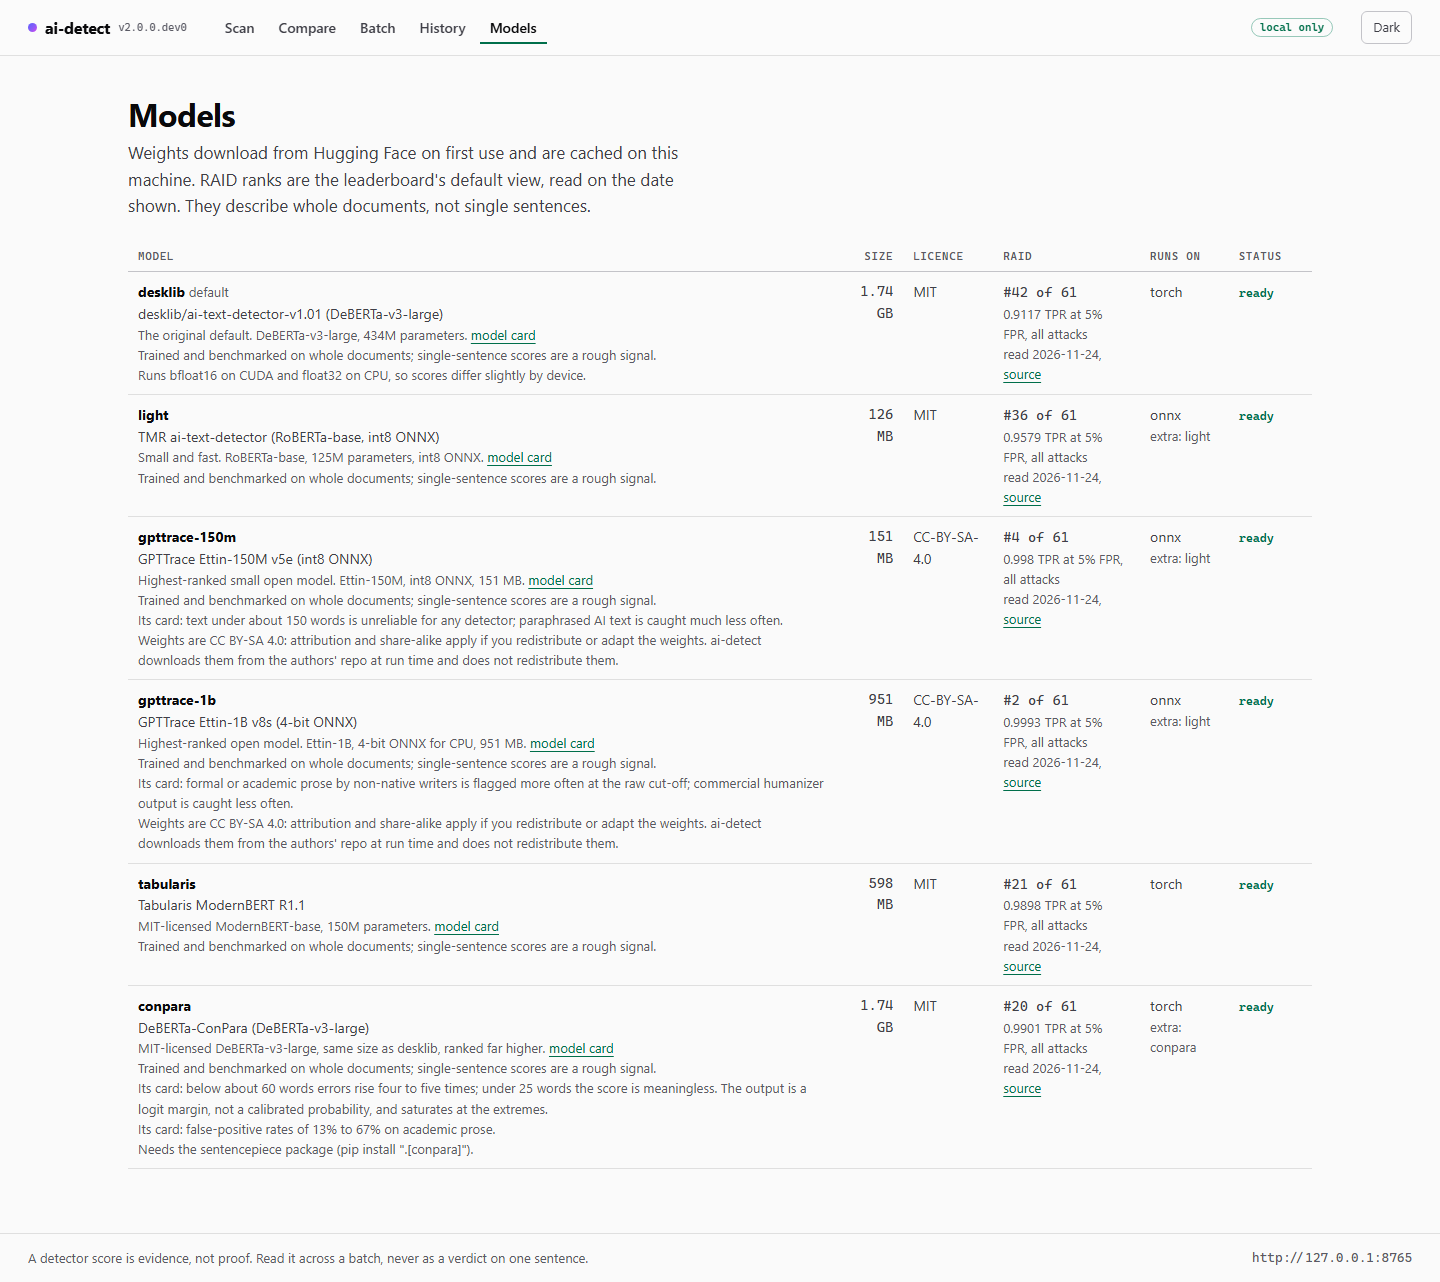 ai-detect v2.0.0.dev0 Scan Compare Batch History Models local only Dark
Models
Weights download from Hugging Face on first use and are cached on this
machine. RAID ranks are the leaderboard's default view, read on the date
shown. They describe whole documents, not single sentences.
MODEL SIZE LICENCE RAID RUNS ON STATUS
desklib default
desklib/ai-text-detector-v1.01 (DeBERTa-v3-large)
The original default. DeBERTa-v3-large, 434M parameters. model card
Trained and benchmarked on whole documents; single-sentence scores are a rough signal.
Runs bfloat16 on CUDA and float32 on CPU, so scores differ slightly by device.
1.74
GB
MIT
#42 of 61
0.9117 TPR at 5%
FPR, all attacks
read 2026-11-24,
source
torch
ready
light
TMR ai-text-detector (RoBERTa-base, int8 ONNX)
Small and fast. RoBERTa-base, 125M parameters, int8 ONNX. model card
Trained and benchmarked on whole documents; single-sentence scores are a rough signal.
126
MB
MIT
#36 of 61
0.9579 TPR at 5%
FPR, all attacks
read 2026-11-24,
source
onnx
extra: light
ready
gpttrace-150m
GPTTrace Ettin-150M v5e (int8 ONNX)
Highest-ranked small open model. Ettin-150M, int8 ONNX, 151 MB. model card
Trained and benchmarked on whole documents; single-sentence scores are a rough signal.
Its card: text under about 150 words is unreliable for any detector; paraphrased AI text is caught much less often.
Weights are CC BY-SA 4.0: attribution and share-alike apply if you redistribute or adapt the weights. ai-detect
downloads them from the authors' repo at run time and does not redistribute them.
151
MB
CC-BY-SA-
4.0
#4 of 61
0.998 TPR at 5% FPR,
all attacks
read 2026-11-24,
source
onnx
extra: light
ready
gpttrace-1b
GPTTrace Ettin-1B v8s (4-bit ONNX)
Highest-ranked open model. Ettin-1B, 4-bit ONNX for CPU, 951 MB. model card
Trained and benchmarked on whole documents; single-sentence scores are a rough signal.
Its card: formal or academic prose by non-native writers is flagged more often at the raw cut-off; commercial humanizer
output is caught less often.
Weights are CC BY-SA 4.0: attribution and share-alike apply if you redistribute or adapt the weights. ai-detect
downloads them from the authors' repo at run time and does not redistribute them.
951
MB
CC-BY-SA-
4.0
#2 of 61
0.9993 TPR at 5%
FPR, all attacks
read 2026-11-24,
source
onnx
extra: light
ready
tabularis
Tabularis ModernBERT R1.1
MIT-licensed ModernBERT-base, 150M parameters. model card
Trained and benchmarked on whole documents; single-sentence scores are a rough signal.
598
MB
MIT
#21 of 61
0.9898 TPR at 5%
FPR, all attacks
read 2026-11-24,
source
torch
ready
conpara
DeBERTa-ConPara (DeBERTa-v3-large)
MIT-licensed DeBERTa-v3-large, same size as desklib, ranked far higher. model card
Trained and benchmarked on whole documents; single-sentence scores are a rough signal.
Its card: below about 60 words errors rise four to five times; under 25 words the score is meaningless. The output is a
logit margin, not a calibrated probability, and saturates at the extremes.
Its card: false-positive rates of 13% to 67% on academic prose.
Needs the sentencepiece package (pip install ".[conpara]").
1.74
GB
MIT
#20 of 61
0.9901 TPR at 5%
FPR, all attacks
read 2026-11-24,
source
torch
extra:
conpara
ready
A detector score is evidence, not proof. Read it across a batch, never as a verdict on one sentence.
http://127.0.0.1:8765